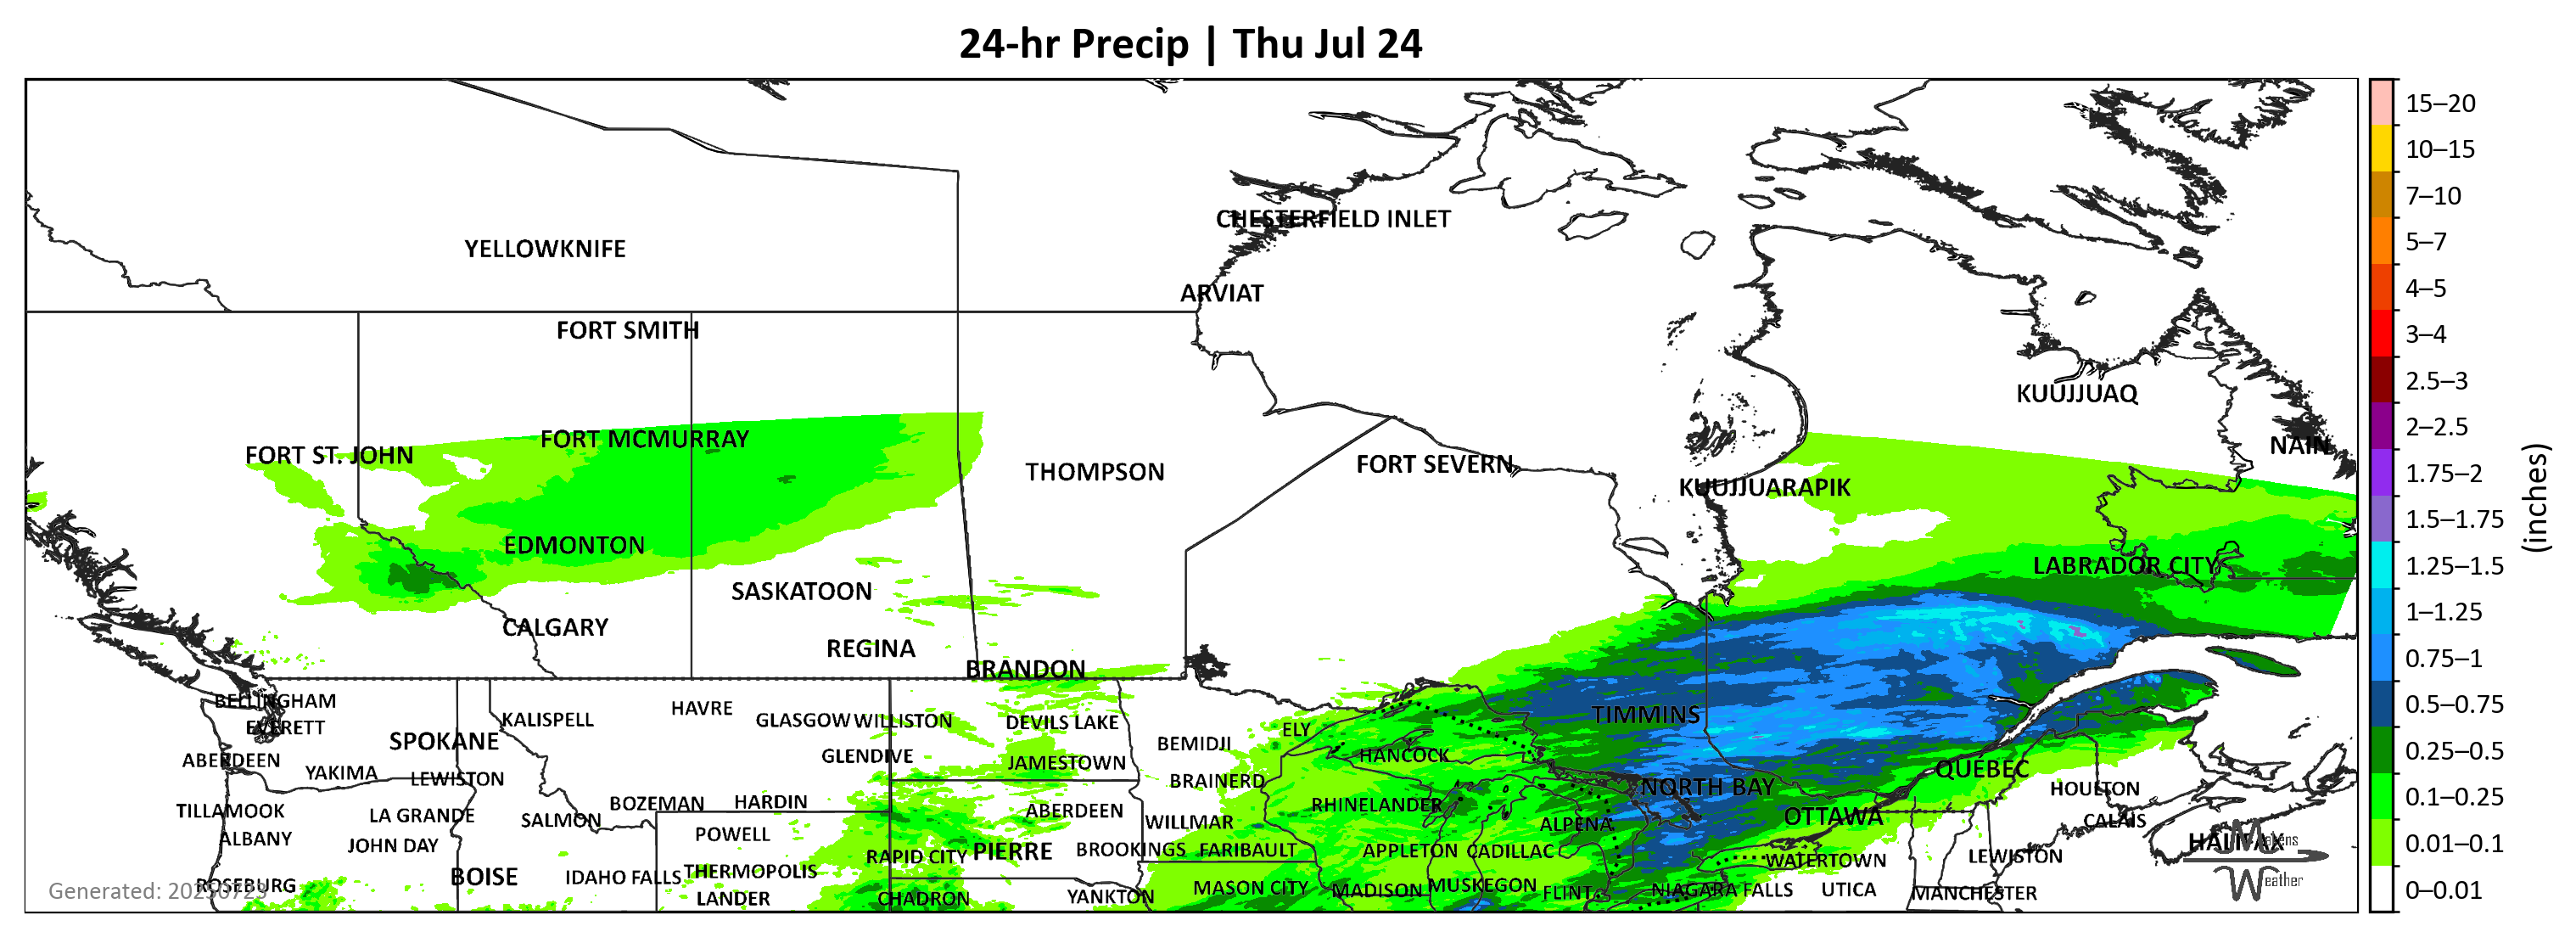 24-hr Precip | Thu Jul 24
CHESTERFIELD INLET
YELLOWKNIFE
ARVIAT
FORT SMITH
KUUJJUAQ
FORT MCMURRAY
NAIN
FORT ST. JOHN
FORT SEVERN
THOMPSON
KUUJJUARAPIK
EDMONTON
LABRADOR CITY
SASKATOON
CALGARY
REGINA
BRANDON
BELLINGHAM
HAVRE
TIMMINS
KALISPELL
GLASGOW WILLISTON
DEVILS LAKE
EVERETT
ELY
SPOKANE
BEMIDJI
HANCOCK
GLENDIVE
ABERDEEN
JAMESTOWN
QUEBEC
YAKIMA
LEWISTON
BRAINERD
NORTH BAY
HOULTON
BOZEMAN
HARDIN
RHINELANDER
TILLAMOOK
LA GRANDE
SALMON
ABERDEEN
WILLMAR
ALPENA
OTTAWA
CALAIS
ALBANY
JOHN DAY
POWELL
HALIFAX
Makens
Weather
RAPID CITY
PIERRE
BROOKINGS
FARIBAULT
APPLETON
CADILLAC
WATERTOWN
LEWISTON
BOISE
IDAHO FALLS
THERMOPOLIS
ROSEBURG
Generated: 20250723
LANDER
CHADRON
YANKTON
MASON CITY
MADISON
MUSKEGON
FLINT
NIAGARA FALLS
UTICA
MANCHESTER
15–20
10–15
7–10
5–7
4–5
3–4
2.5–3
2–2.5
1.75–2
1.5–1.75
1.25–1.5
1–1.25
0.75–1
0.5–0.75
0.25–0.5
0.1–0.25
0.01–0.1
0–0.01
(inches)